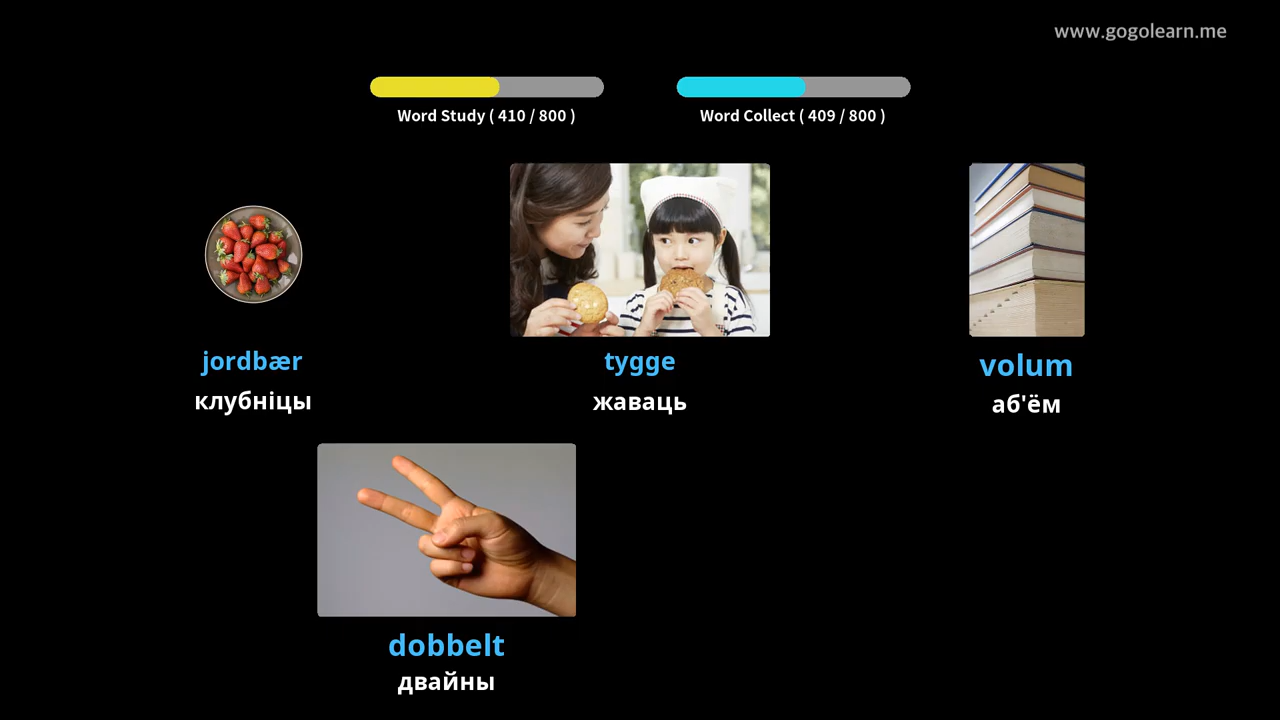 www.gogolearn.me
Word Study ( 410 / 800 )
Word Collect ( 409 / 800 )
jordbær
клубніцы
tygge
жаваць
volum
аб'ём
dobbelt
двайны